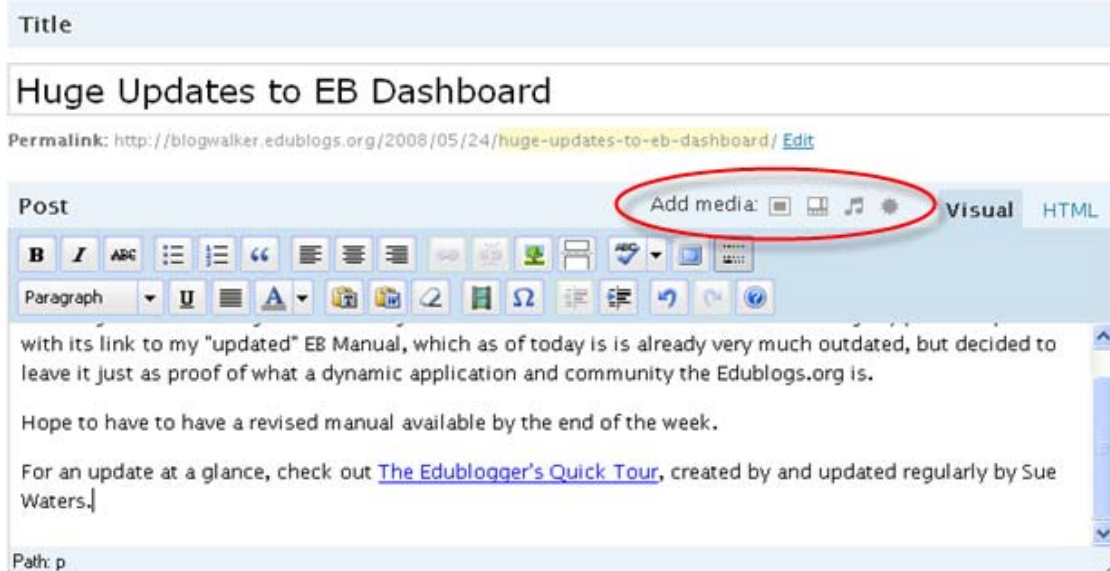 Title
Huge Updates to EB Dashboard
Permalink: http://blogwalker.edublogs.org/2008/05/24/huge-updates-to-eb-dashboard/ Edit
Post Add media: Visual HTML
B I ABC ABC
Paragraph U A
with its link to my "updated" EB Manual, which as of today is is already very much outdated, but decided to
leave it just as proof of what a dynamic application and community the Edublogs.org is.
Hope to have to have a revised manual available by the end of the week.
For an update at a glance, check out The Edublogger's Quick Tour, created by and updated regularly by Sue
Waters.
Path: p